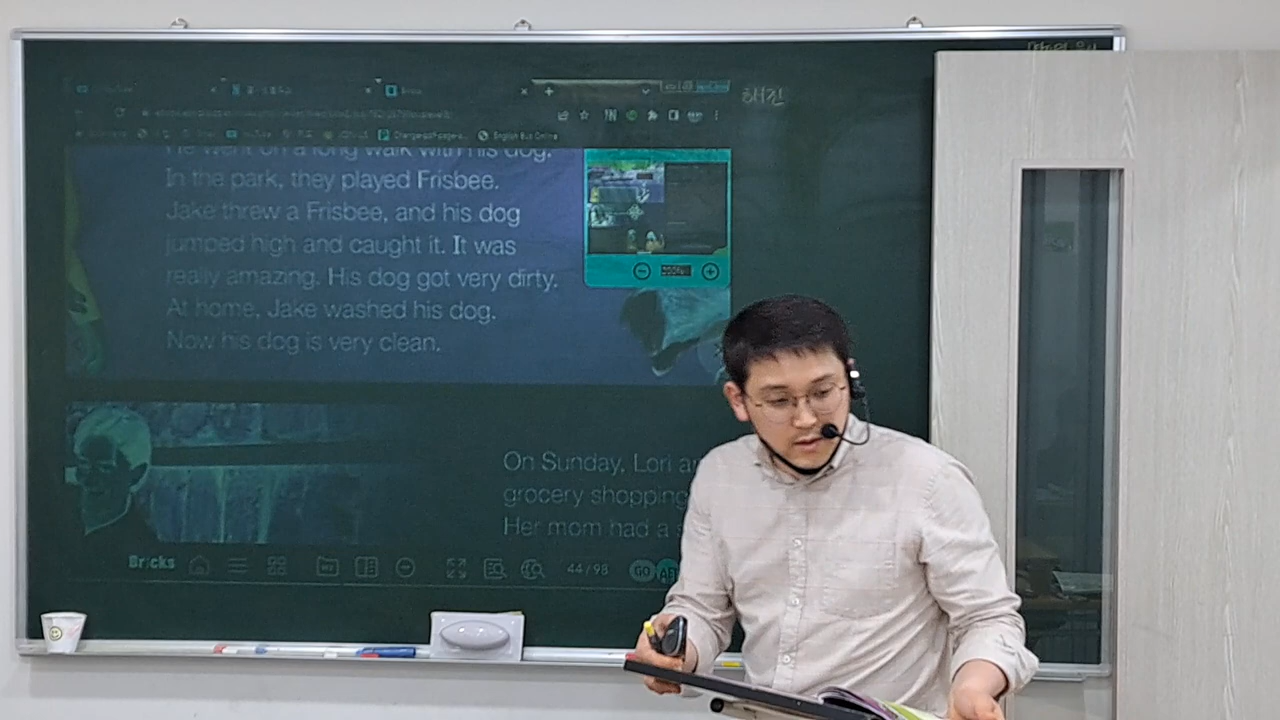 해진
English Bus Online
He went on a long walk with his dog.
In the park, they played Frisbee.
Jake threw a Frisbee, and his dog
jumped high and caught it. It was
really amazing. His dog got very dirty.
At home, Jake washed his dog.
Now his dog is very clean.
On Sunday, Lori
grocery shopping
Her mom had a
Bricks
44 / 98
GO